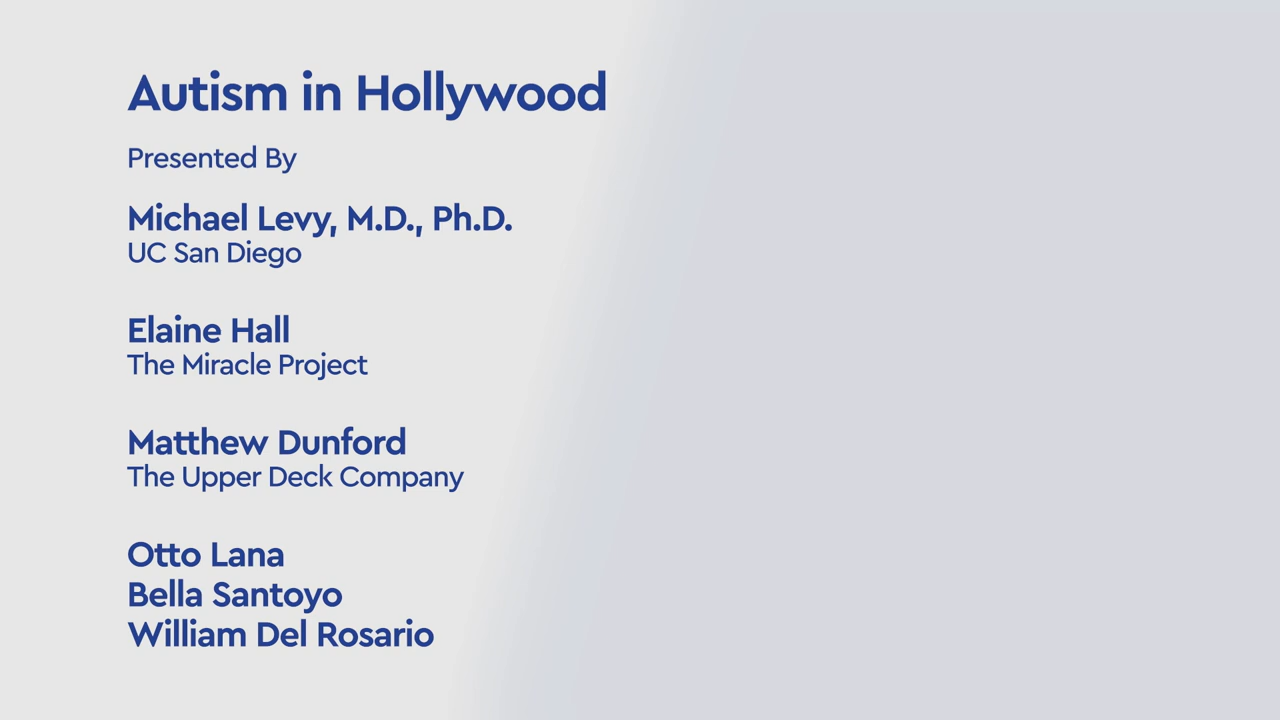 Autism in Hollywood
Presented By
Michael Levy, M.D., Ph.D.
UC San Diego
Elaine Hall
The Miracle Project
Matthew Dunford
The Upper Deck Company
Otto Lana
Bella Santoyo
William Del Rosario